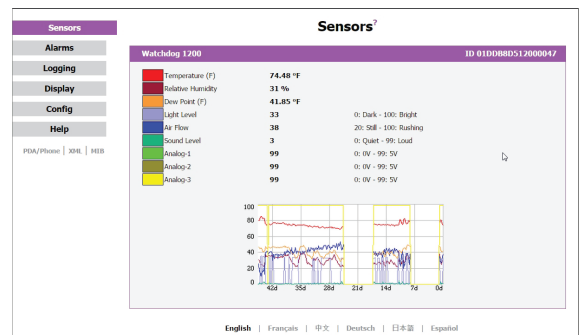 Sensors
Alarms
Logging
Display
Config
Help
PDA/Phone | XML | MIB
Sensors?
Watchdog 1200 ID 01DDB8D512000047
Temperature (F) 74.48 °F
Relative Humidity 31 %
Dew Point (F) 41.85 °F
Light Level 33 0: Dark - 100: Bright
Air Flow 38 20: Still - 100: Rushing
Sound Level 3 0: Quiet - 99: Loud
Analog-1 99 0: 0V - 99: 5V
Analog-2 99 0: 0V - 99: 5V
Analog-3 99 0: 0V - 99: 5V
100
80
60
40
20
0
42d 35d 28d 21d 14d 7d 0d
English | Français | 中文 | Deutsch | 日本語 | Español